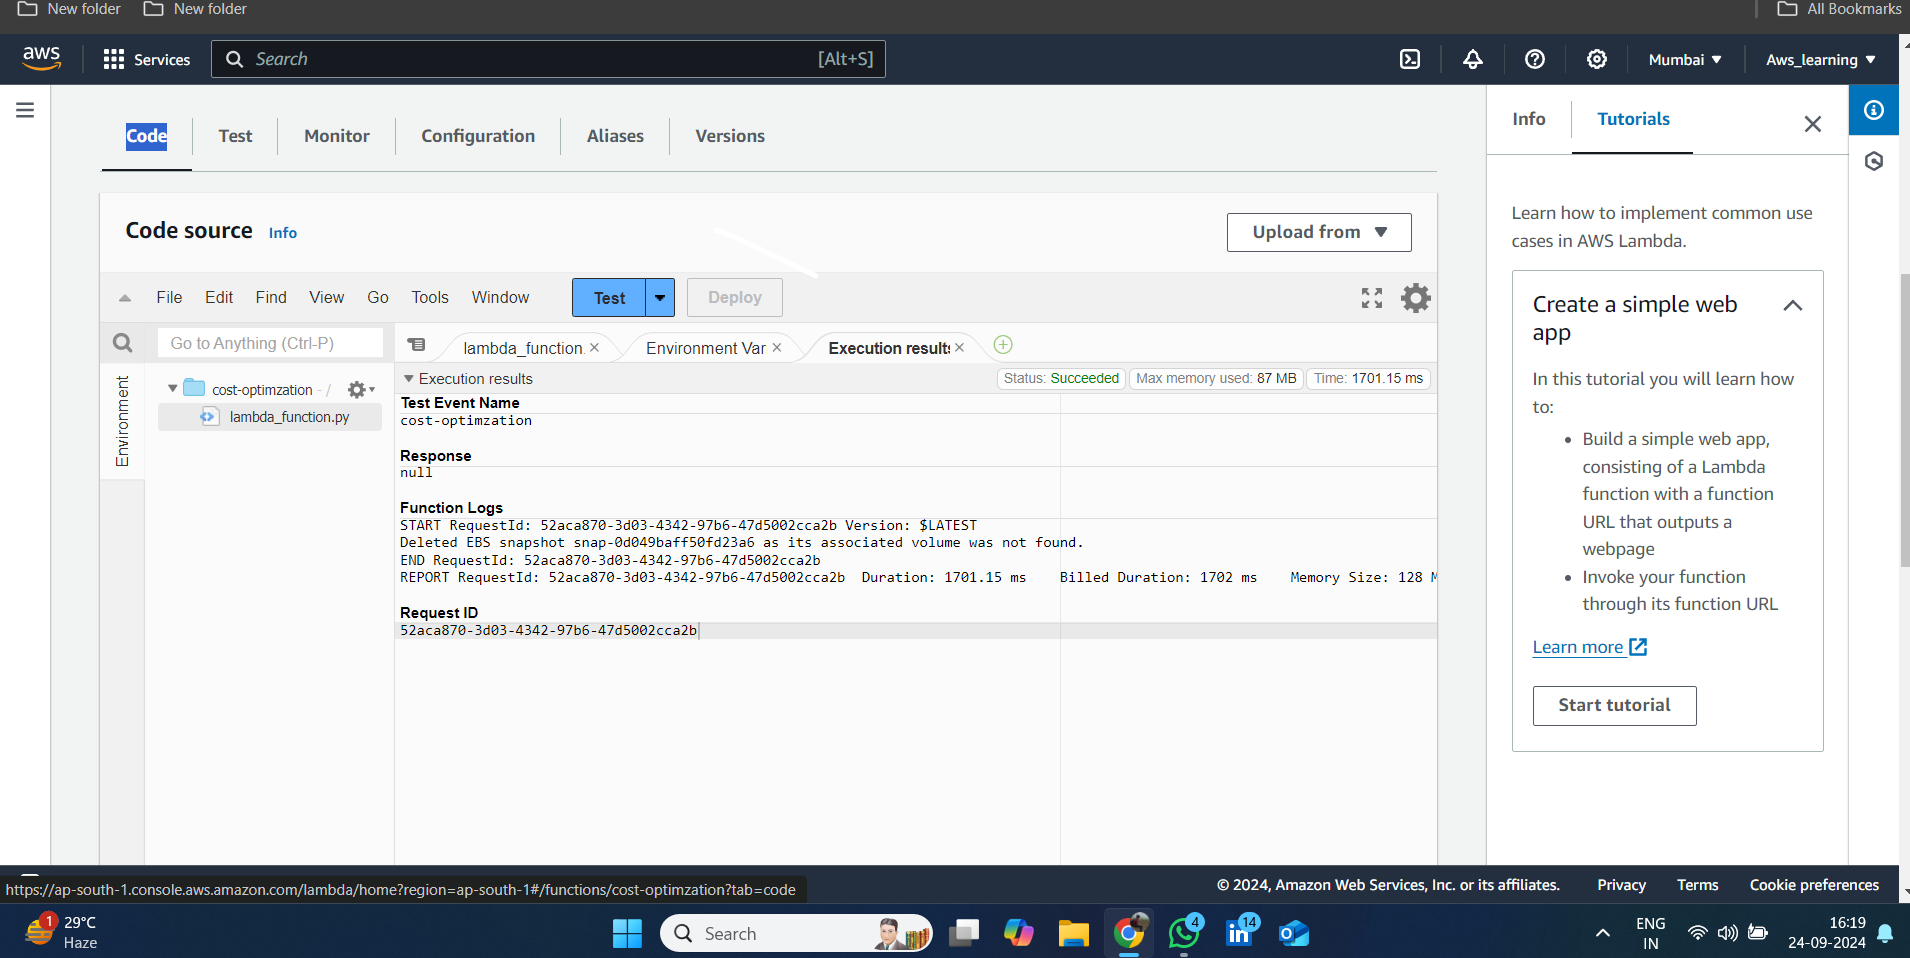 New folder New folder All Bookmarks
aws Services Search [Alt+S] Mumbai Aws_learning
Code Test Monitor Configuration Aliases Versions
Code source Info Upload from
File Edit Find View Go Tools Window Test Deploy
Go to Anything (Ctrl-P)
Environment
cost-optimzation - /
lambda_function.py
lambda_function. Environment Var Execution results
Execution results Status: Succeeded Max memory used: 87 MB Time: 1701.15 ms
Test Event Name
cost-optimzation
Response
null
Function Logs
START RequestId: 52aca870-3d03-4342-97b6-47d5002cca2b Version: $LATEST
Deleted EBS snapshot snap-0d049baff50fd23a6 as its associated volume was not found.
END RequestId: 52aca870-3d03-4342-97b6-47d5002cca2b
REPORT RequestId: 52aca870-3d03-4342-97b6-47d5002cca2b Duration: 1701.15 ms Billed Duration: 1702 ms Memory Size: 128 M
Request ID
52aca870-3d03-4342-97b6-47d5002cca2b
Info Tutorials
Learn how to implement common use
cases in AWS Lambda.
Create a simple web
app
In this tutorial you will learn how
to:
• Build a simple web app,
consisting of a Lambda
function with a function
URL that outputs a
webpage
• Invoke your function
through its function URL
Learn more
Start tutorial
https://ap-south-1.console.aws.amazon.com/lambda/home?region=ap-south-1#/functions/cost-optimzation?tab=code
© 2024, Amazon Web Services, Inc. or its affiliates. Privacy Terms Cookie preferences
1 29°C
Haze
Search
4
14
ENG
IN
16:19
24-09-2024